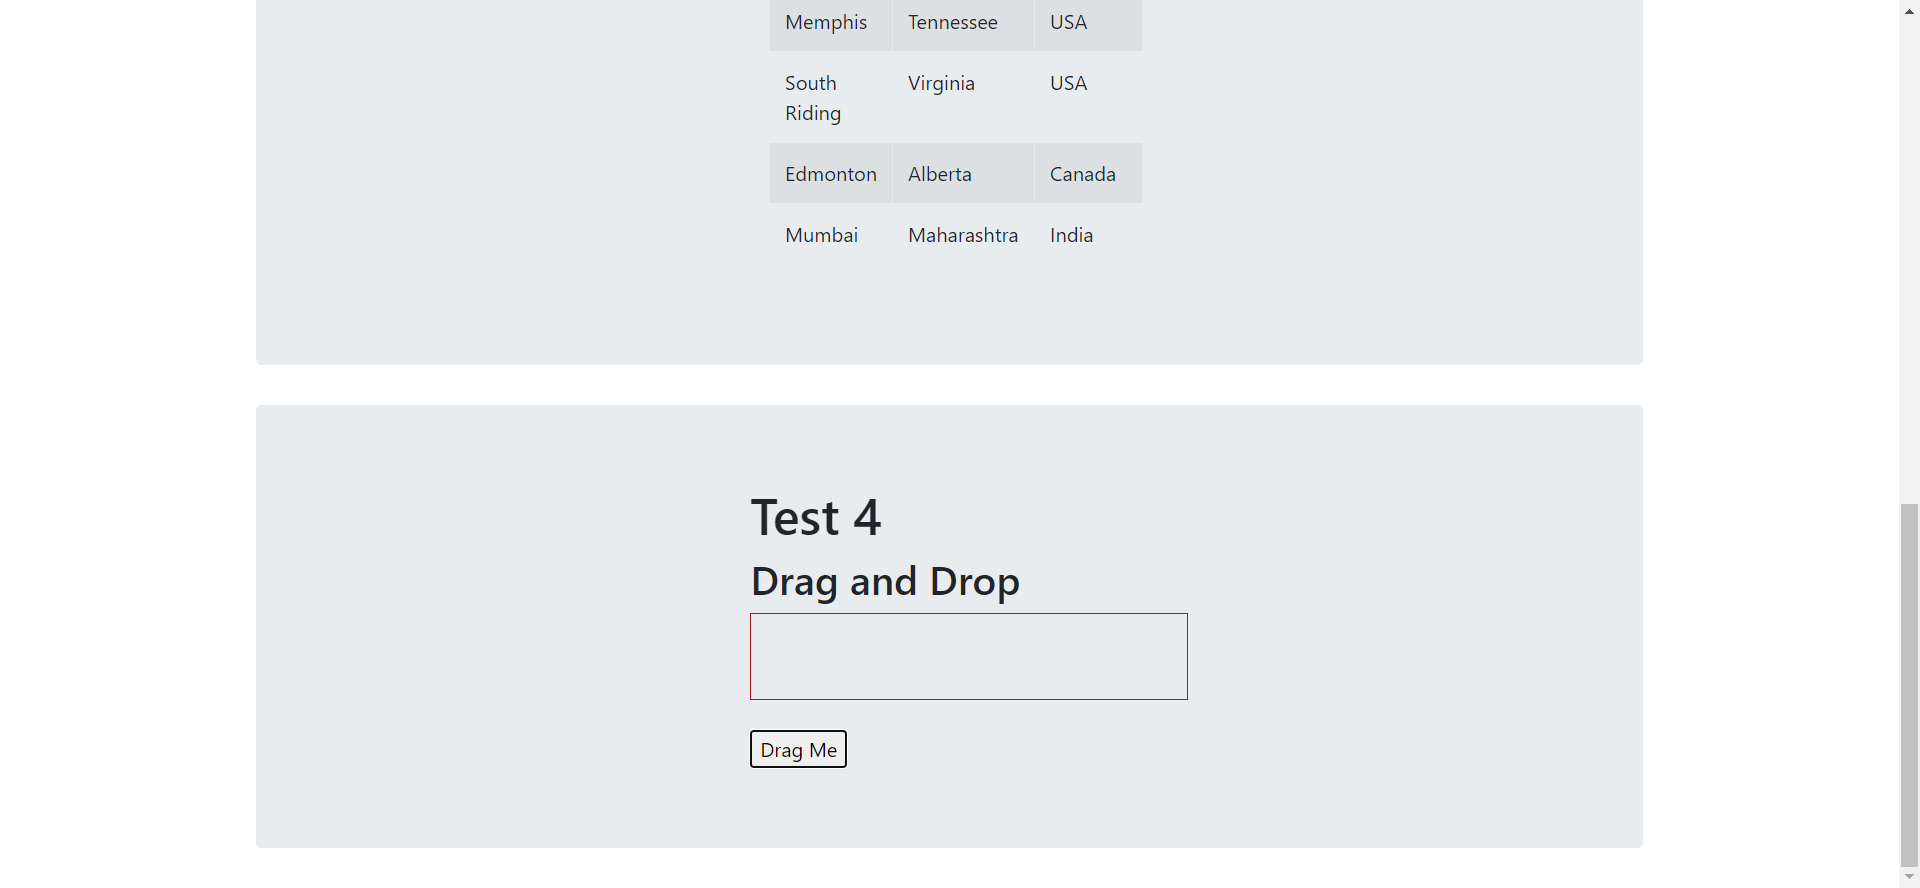 Memphis Tennessee USA
South Riding Virginia USA
Edmonton Alberta Canada
Mumbai Maharashtra India
Test 4
Drag and Drop
Drag Me